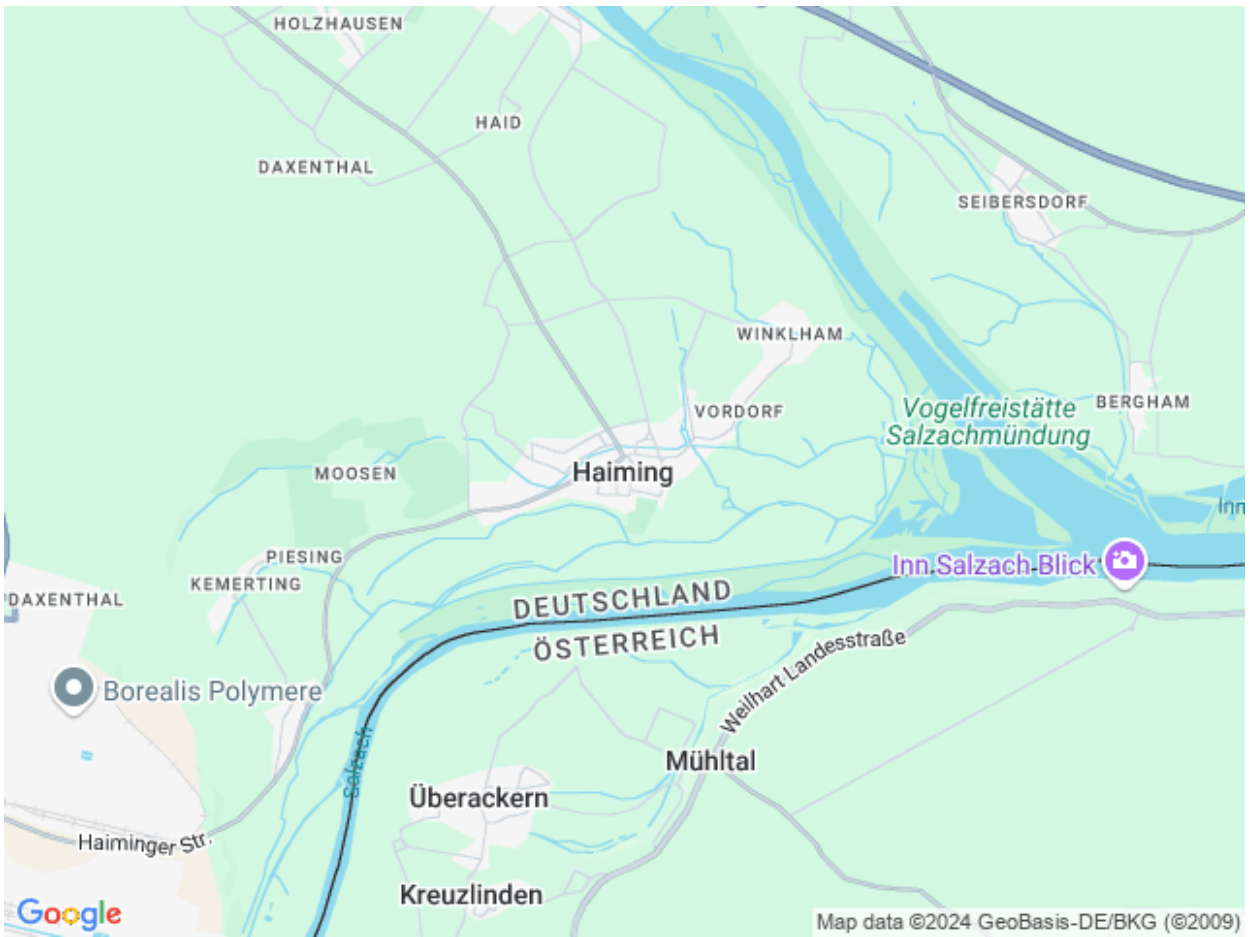 HOLZHAUSEN
HAID
DAXENTHAL
SEIBERSDORF
WINKLHAM
BERGHAM
VORDORF
Vogelfreistätte
Salzachmündung
Haiming
MOOSEN
Inn
PIESING
Inn Salzach Blick
KEMERTING
DAXENTHAL
DEUTSCHLAND
ÖSTERREICH
Weilhart Landesstraße
Borealis Polymere
Salzach
Mühltal
Überackern
Haiminger Str.
Kreuzlinden
Google
Map data ©2024 GeoBasis-DE/BKG (©2009)